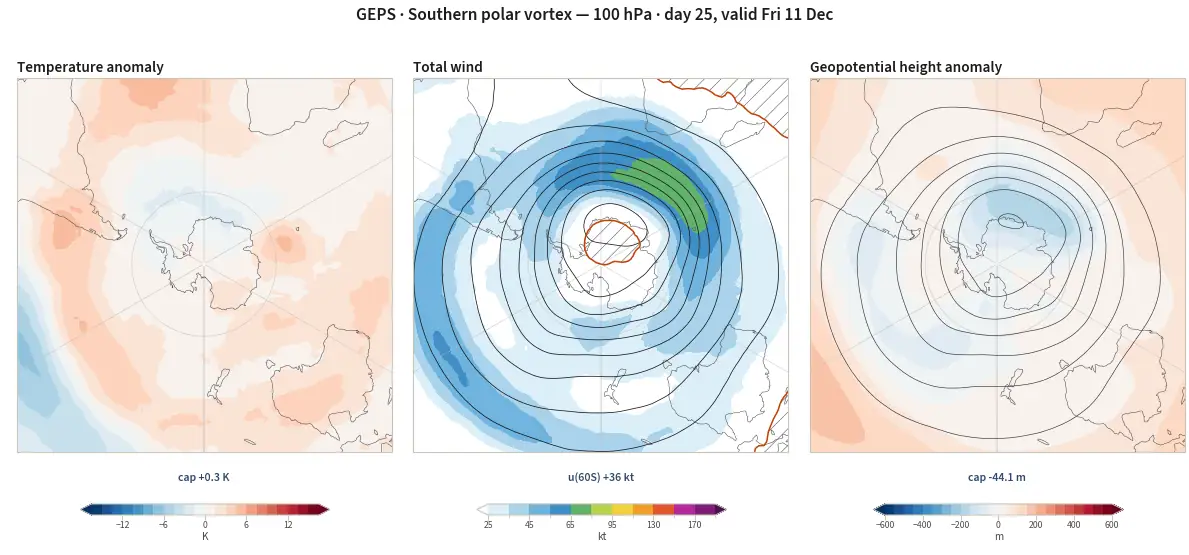 GEPS · Southern polar vortex — 100 hPa · day 25, valid Fri 11 Dec
Temperature anomaly
Total wind
Geopotential height anomaly
cap +0.3 K
u(60S) +36 kt
cap -44.1 m
−12 −6 0 6 12
K
25 45 65 95 130 170
kt
−600 −400 −200 0 200 400 600
m